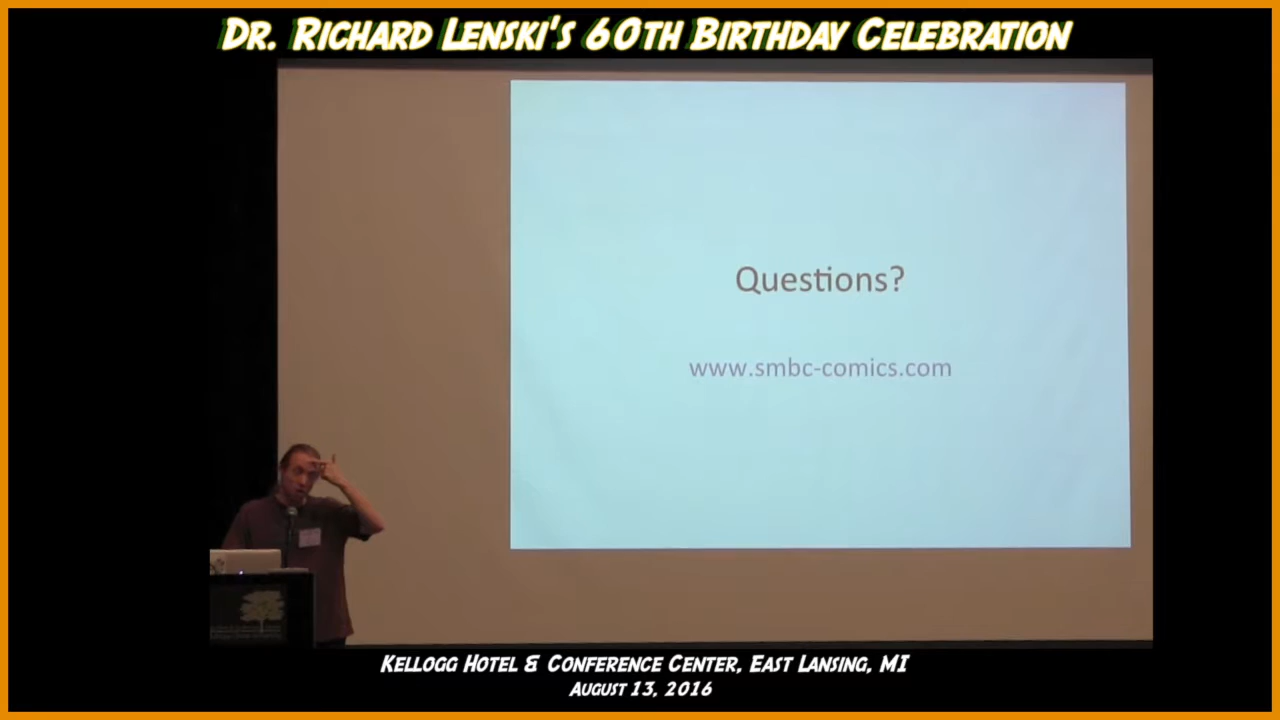 Dr. Richard Lenski's 60th Birthday Celebration
Questions?
www.smbc-comics.com
Kellogg Hotel & Conference Center, East Lansing, MI
August 13, 2016